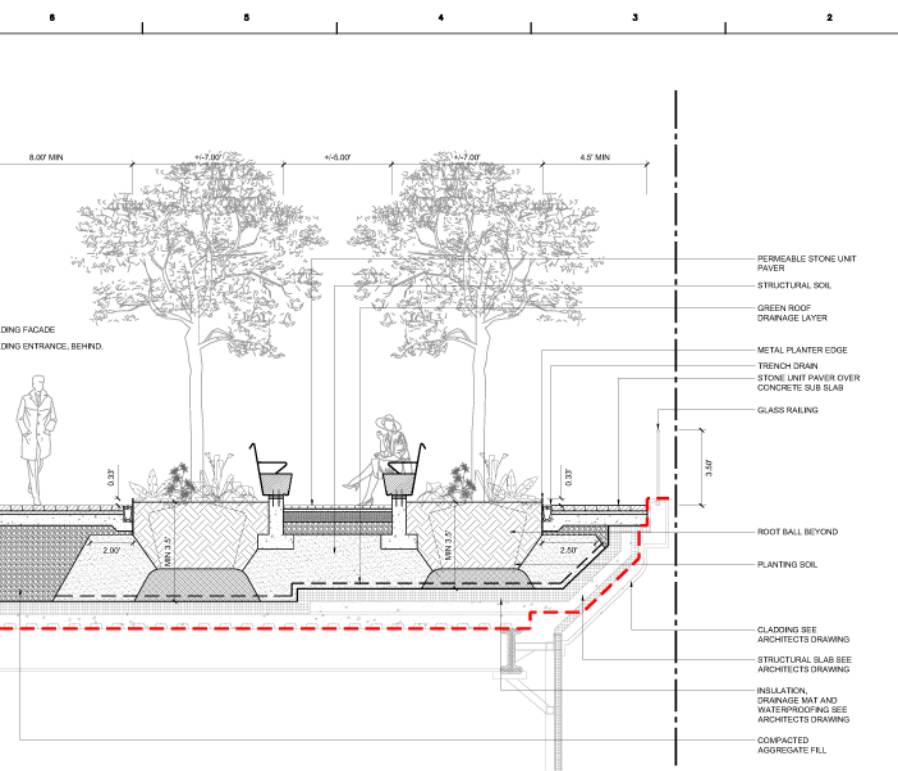 6 5 4 3 2
8.00' MIN +/-7.00' +/-5.00' +/-7.00' 4.5' MIN
PERMEABLE STONE UNIT
PAVER
STRUCTURAL SOIL
GREEN ROOF
DRAINAGE LAYER
DING FACADE
DING ENTRANCE, BEHIND.
METAL PLANTER EDGE
TRENCH DRAIN
STONE UNIT PAVER OVER
CONCRETE SUB SLAB
GLASS RAILING
0.33'
0.33'
3.50'
ROOT BALL BEYOND
2.00'
MIN 3.5'
MIN 3.5'
2.50'
PLANTING SOIL
CLADDING SEE
ARCHITECTS DRAWING
STRUCTURAL SLAB SEE
ARCHITECTS DRAWING
INSULATION,
DRAINAGE MAT AND
WATERPROOFING SEE
ARCHITECTS DRAWING
COMPACTED
AGGREGATE FILL